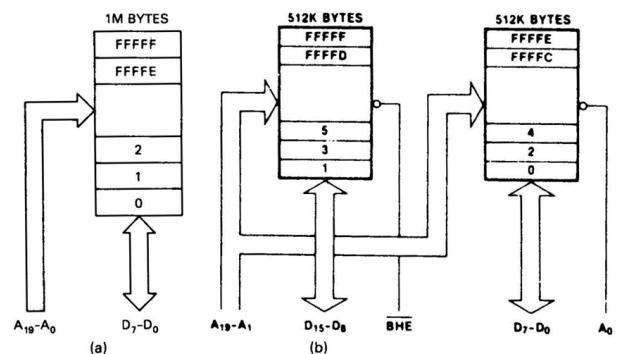 1M BYTES
FFFFF
FFFFE
2
1
0
A19-A0
D7-D0
(a)
512K BYTES
FFFFF
FFFFD
5
3
1
A19-A1
D15-D8
BHE
(b)
512K BYTES
FFFFE
FFFFC
4
2
0
D7-D0
A0